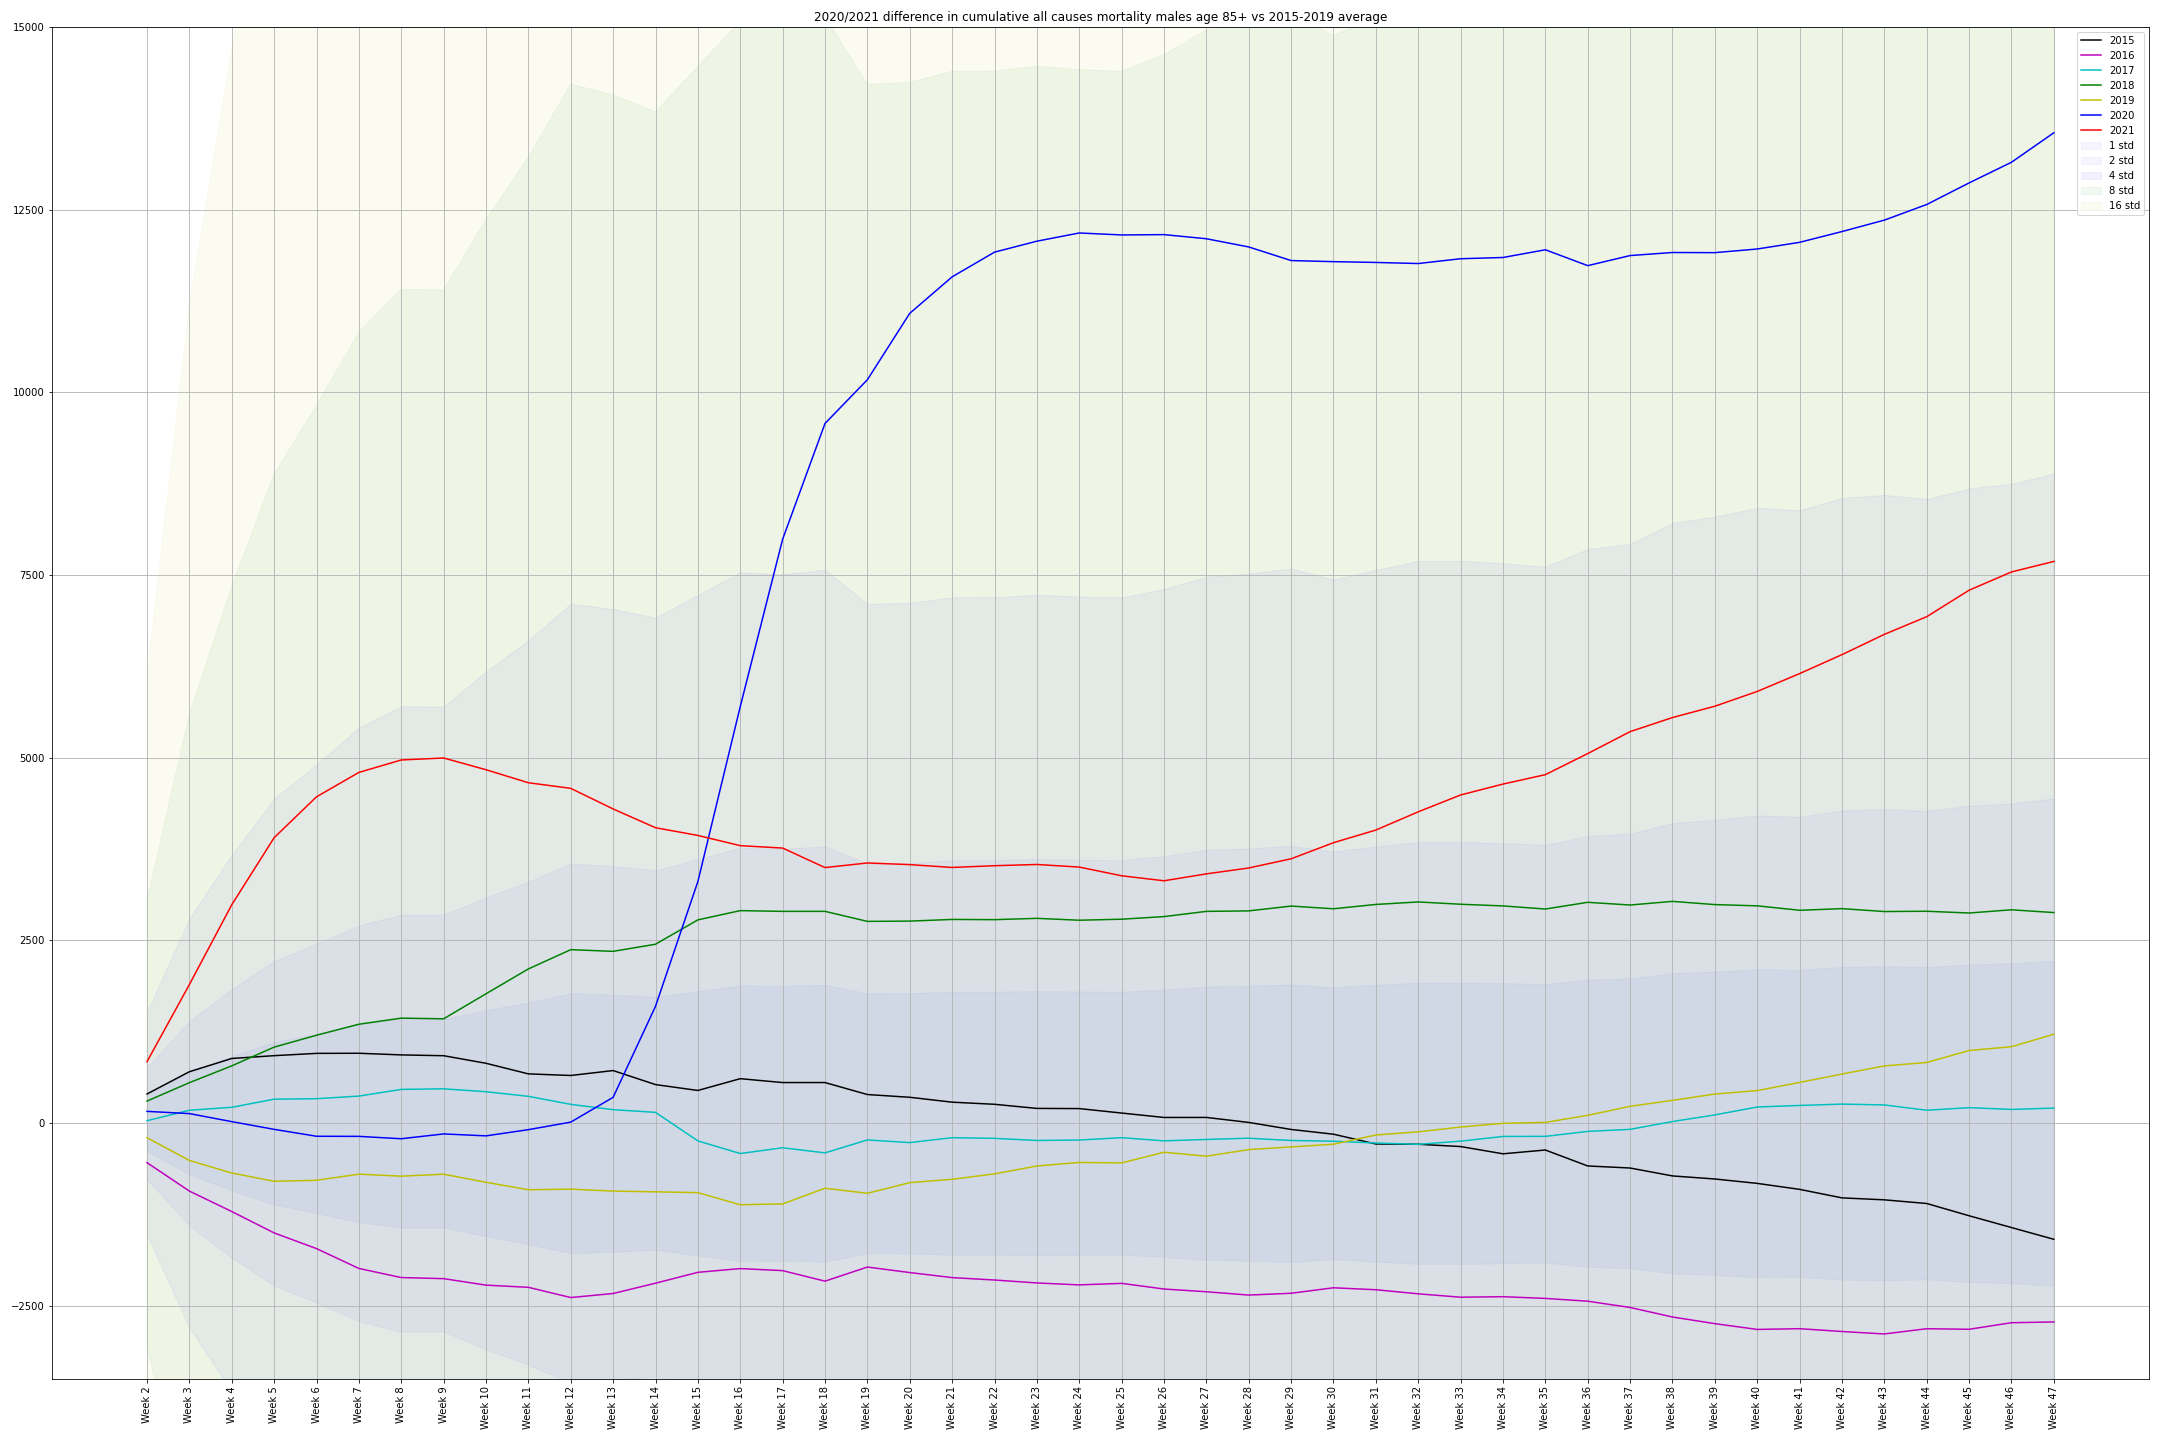 2020/2021 difference in cumulative all causes mortality males age 85+ vs 2015-2019 average
15000
12500
10000
7500
5000
2500
0
−2500
2015
2016
2017
2018
2019
2020
2021
1 std
2 std
4 std
8 std
16 std
Week 2
Week 3
Week 4
Week 5
Week 6
Week 7
Week 8
Week 9
Week 10
Week 11
Week 12
Week 13
Week 14
Week 15
Week 16
Week 17
Week 18
Week 19
Week 20
Week 21
Week 22
Week 23
Week 24
Week 25
Week 26
Week 27
Week 28
Week 29
Week 30
Week 31
Week 32
Week 33
Week 34
Week 35
Week 36
Week 37
Week 38
Week 39
Week 40
Week 41
Week 42
Week 43
Week 44
Week 45
Week 46
Week 47